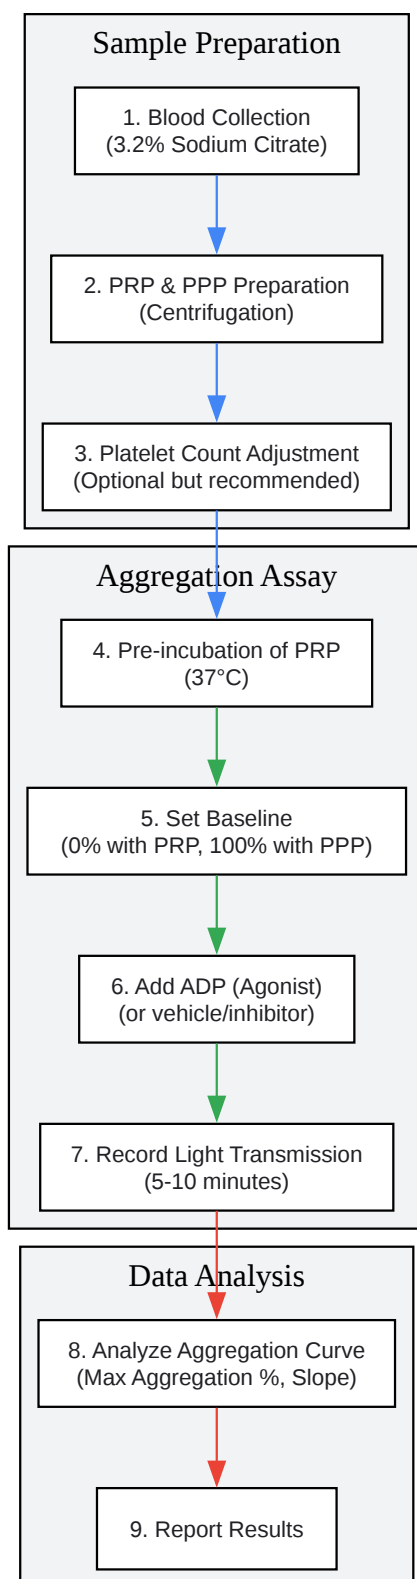 Sample Preparation
1. Blood Collection
(3.2% Sodium Citrate)
2. PRP & PPP Preparation
(Centrifugation)
3. Platelet Count Adjustment
(Optional but recommended)
Aggregation Assay
4. Pre-incubation of PRP
(37°C)
5. Set Baseline
(0% with PRP, 100% with PPP)
6. Add ADP (Agonist)
(or vehicle/inhibitor)
7. Record Light Transmission
(5-10 minutes)
Data Analysis
8. Analyze Aggregation Curve
(Max Aggregation %, Slope)
9. Report Results